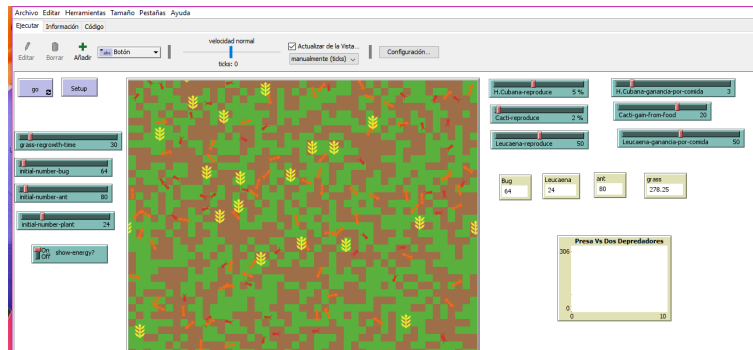 Archivo Editar Herramientas Tamaño Pestañas Ayuda
Ejecutar Información Código
Editar Borrar Añadir abc Botón
velocidad normal
ticks: 0
Actualizar de la Vista...
manualmente (ticks)
Configuración...
go Setup
grass-regrowth-time 30
initial-number-bug 64
initial-number-ant 80
initial-number-plant 24
On
Off
show-energy?
H.Cubana-reproduce 5 %
H.Cubana-ganancia-por-comida 3
Cacti-reproduce 2 %
Cacti-gain-from-food 20
Leucaena-reproduce 50
Leucaena-ganancia-por-comida 50
Bug
64
Leucaena
24
ant
80
grass
278.25
Presa Vs Dos Depredadores
306
0
0 10